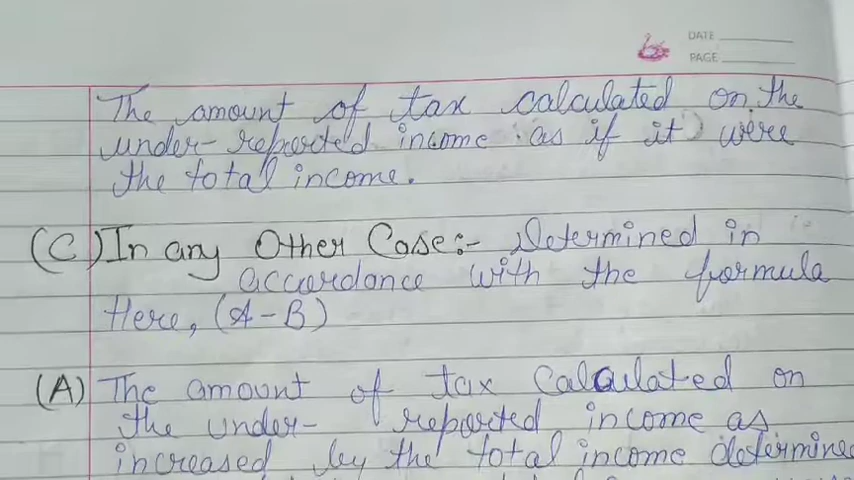 DATE
PAGE
The amount of tax calculated on the
under-reported income as if it were
the total income.
(C) In any Other Case:- Determined in
accordance with the formula
Here, (A-B)
(A) The amount of tax Calculated on
the under- reported income as
increased by the total income determined